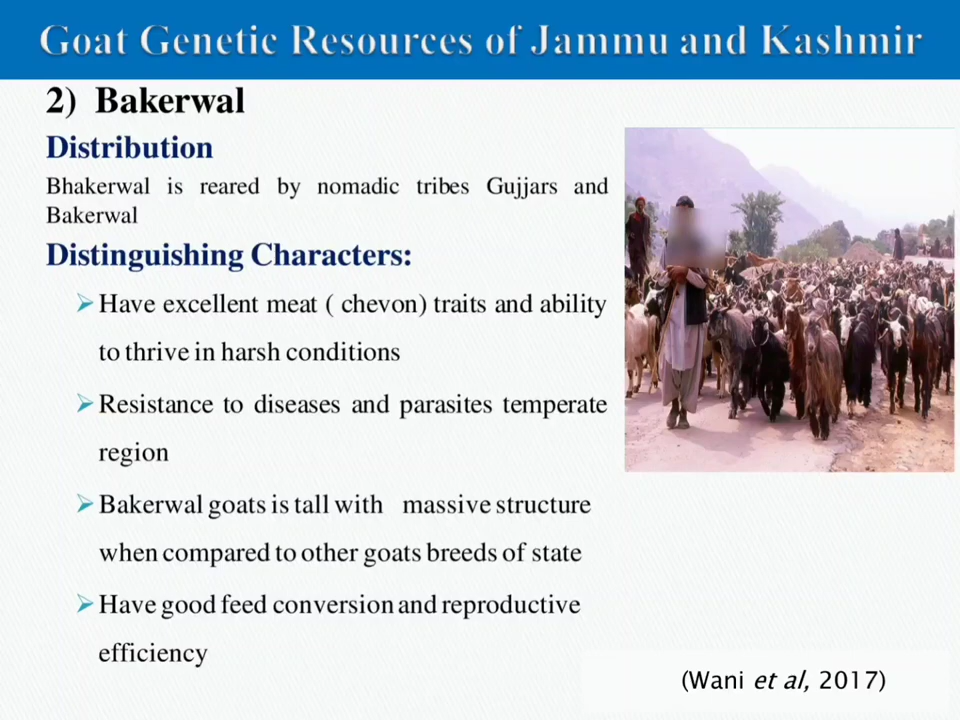 Goat Genetic Resources of Jammu and Kashmir
2) Bakerwal
Distribution
Bhakerwal is reared by nomadic tribes Gujjars and
Bakerwal
Distinguishing Characters:
➢Have excellent meat ( chevon) traits and ability
to thrive in harsh conditions
➢Resistance to diseases and parasites temperate
region
➢Bakerwal goats is tall with massive structure
when compared to other goats breeds of state
➢Have good feed conversion and reproductive
efficiency
(Wani et al, 2017)